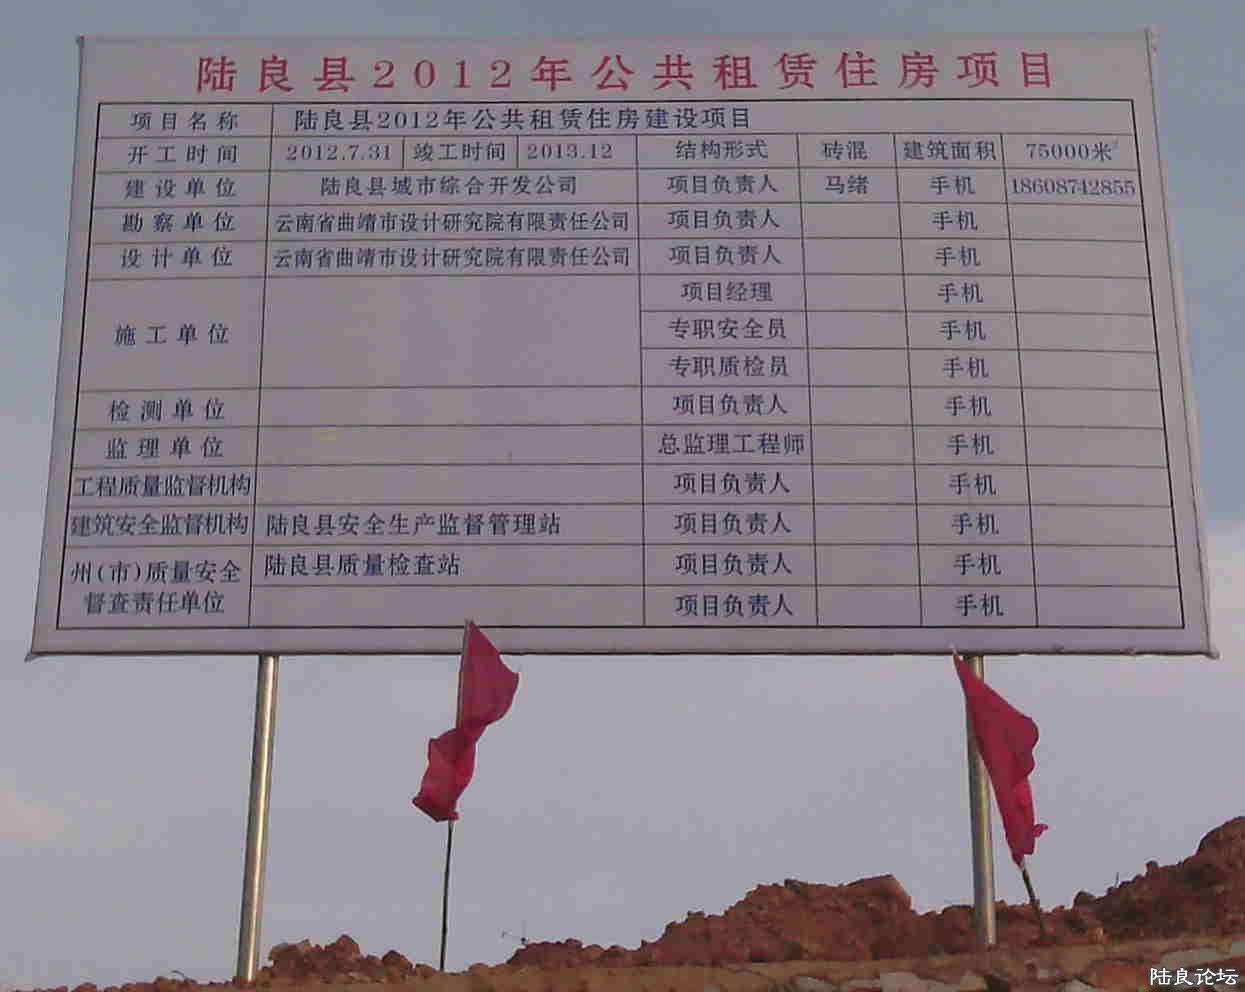 陆良县2012年公共租赁住房项目
项目名称 陆良县2012年公共租赁住房建设项目
开工时间 2012.7.31 竣工时间 2013.12 结构形式 砖混 建筑面积 75000米²
建设单位 陆良县城市综合开发公司 项目负责人 马绪 手机 18608742855
勘察单位 云南省曲靖市设计研究院有限责任公司 项目负责人 手机
设计单位 云南省曲靖市设计研究院有限责任公司 项目负责人 手机
施工单位 项目经理 手机
专职安全员 手机
专职质检员 手机
检测单位 项目负责人 手机
监理单位 总监理工程师 手机
工程质量监督机构 项目负责人 手机
建筑安全监督机构 陆良县安全生产监督管理站 项目负责人 手机
州(市)质量安全 陆良县质量检查站 项目负责人 手机
督查责任单位 项目负责人 手机
陆良论坛